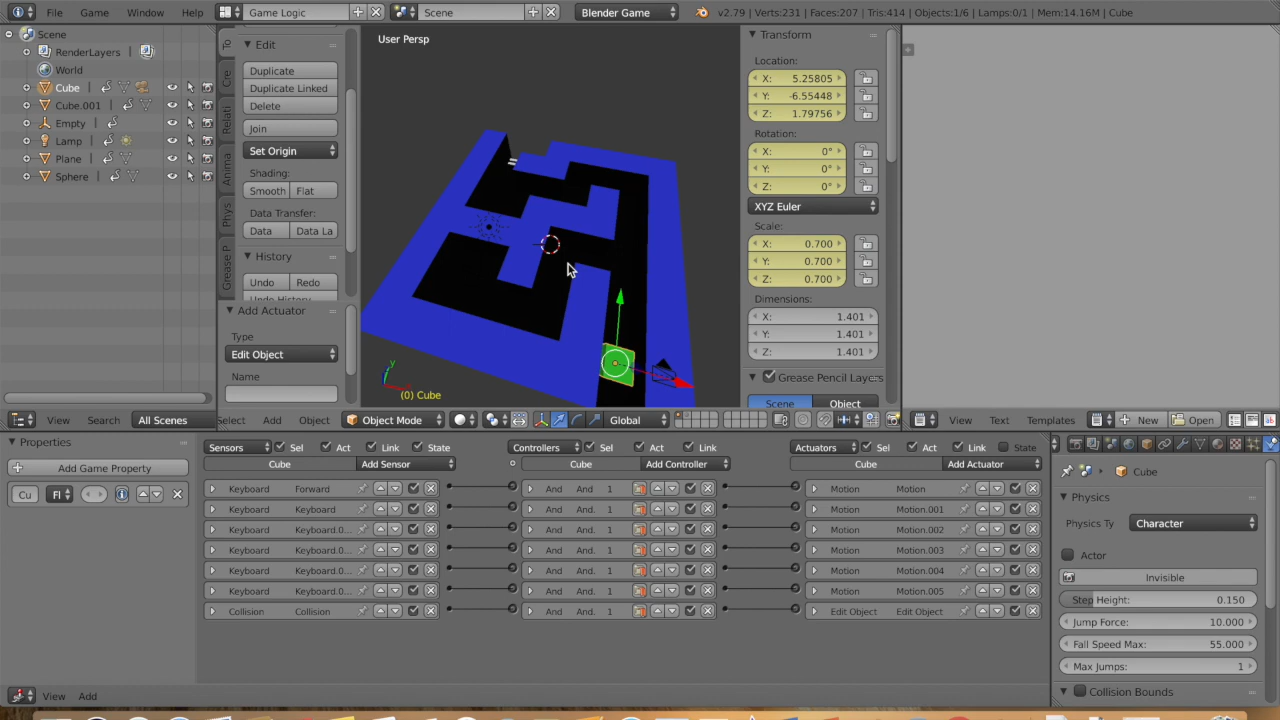 File Game Window Help Game Logic Scene Blender Game v2.79 | Verts:231 | Faces:207 | Tris:414 | Objects:1/6 | Lamps:0/1 | Mem:14.16M | Cube
Scene
RenderLayers
World
Cube
Cube.001
Empty
Lamp
Plane
Sphere
View Search All Scenes
To
Cre
Relati
Anima
Phys
Grease P
Edit
Duplicate
Duplicate Linked
Delete
Join
Set Origin
Shading:
Smooth Flat
Data Transfer:
Data Data La
History
Undo Redo
Undo History
Add Actuator
Type
Edit Object
Name
User Persp
(0) Cube
Select Add Object Object Mode Global
Transform
Location:
X: 5.25805
Y: -6.55448
Z: 1.79756
Rotation:
X: 0°
Y: 0°
Z: 0°
XYZ Euler
Scale:
X: 0.700
Y: 0.700
Z: 0.700
Dimensions:
X: 1.401
Y: 1.401
Z: 1.401
Grease Pencil Layers
Scene Object
View Text Templates New Open
Properties
Add Game Property
Cu Fl
Sensors Sel Act Link State
Cube Add Sensor
Keyboard Forward
Keyboard Keyboard
Keyboard Keyboard.0...
Keyboard Keyboard.0...
Keyboard Keyboard.0...
Keyboard Keyboard.0...
Collision Collision
Controllers Sel Act Link
Cube Add Controller
And And 1
And And. 1
And And. 1
And And. 1
And And. 1
And And. 1
And And. 1
Actuators Sel Act Link State
Cube Add Actuator
Motion Motion
Motion Motion.001
Motion Motion.002
Motion Motion.003
Motion Motion.004
Motion Motion.005
Edit Object Edit Object
Cube
Physics
Physics Ty Character
Actor
Invisible
Step Height: 0.150
Jump Force: 10.000
Fall Speed Max: 55.000
Max Jumps: 1
Collision Bounds
View Add